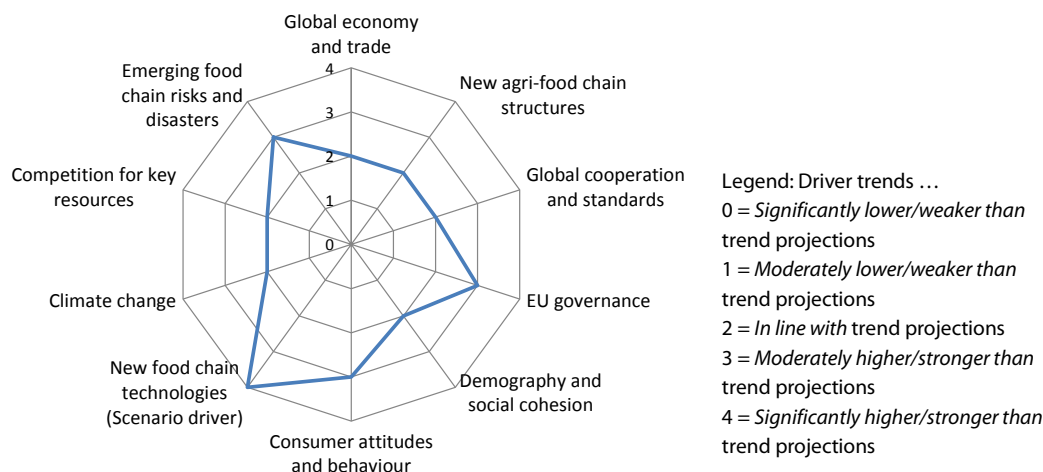 Global economy
and trade
New agri-food chain
structures
Global cooperation
and standards
EU governance
Demography and
social cohesion
Consumer attitudes
and behaviour
New food chain
technologies
(Scenario driver)
Climate change
Competition for key
resources
Emerging food
chain risks and
disasters
4
3
2
1
0
Legend: Driver trends …
0 = Significantly lower/weaker than
trend projections
1 = Moderately lower/weaker than
trend projections
2 = In line with trend projections
3 = Moderately higher/stronger than
trend projections
4 = Significantly higher/stronger than
trend projections